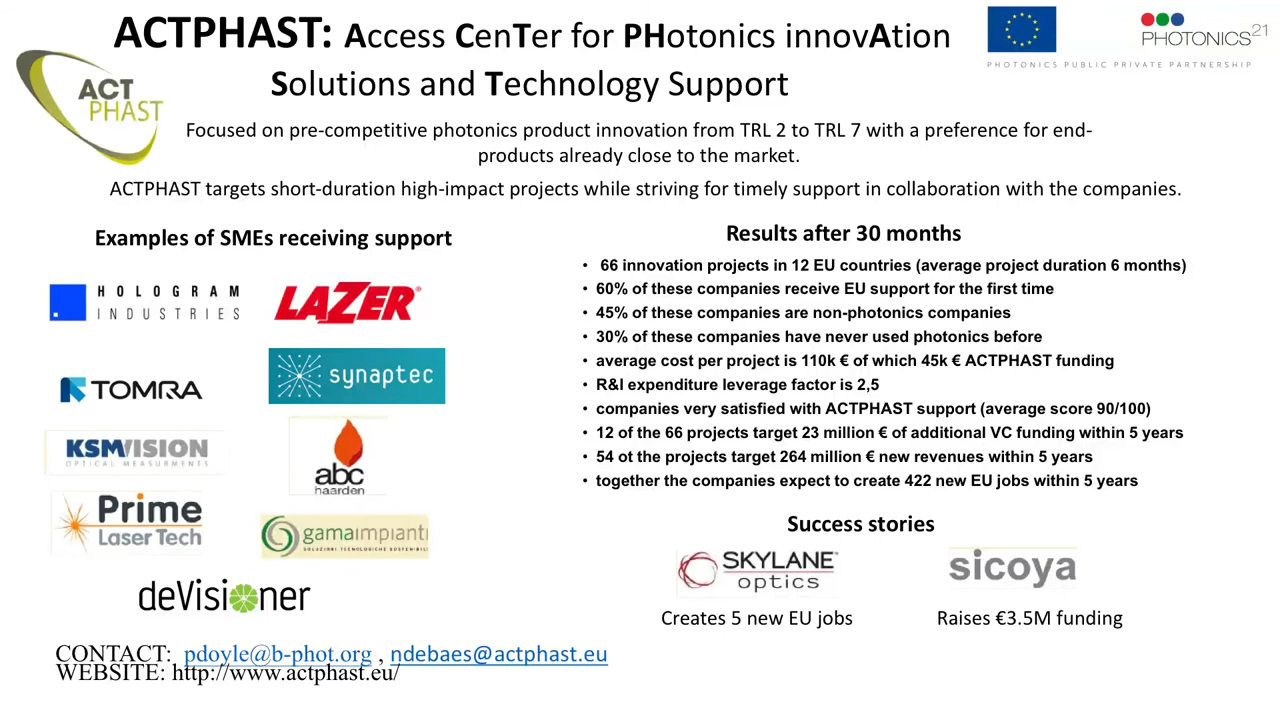 ACTPHAST: Access CenTer for PHotonics innovAtion
Solutions and Technology Support
PHOTONICS21
PHOTONICS PUBLIC PRIVATE PARTNERSHIP
ACT
PHAST
Focused on pre-competitive photonics product innovation from TRL 2 to TRL 7 with a preference for end-
products already close to the market.
ACTPHAST targets short-duration high-impact projects while striving for timely support in collaboration with the companies.
Examples of SMEs receiving support
HOLOGRAM
INDUSTRIES
LAZER®
TOMRA
synaptec
KSMVISION
OPTICAL MEASURMENTS
abc
haarden
Prime
Laser Tech
gamaimpianti
SOLUZIONI TECNOLOGICHE SOSTENIBILI
deVisioner
Results after 30 months
• 66 innovation projects in 12 EU countries (average project duration 6 months)
• 60% of these companies receive EU support for the first time
• 45% of these companies are non-photonics companies
• 30% of these companies have never used photonics before
• average cost per project is 110k € of which 45k € ACTPHAST funding
• R&I expenditure leverage factor is 2,5
• companies very satisfied with ACTPHAST support (average score 90/100)
• 12 of the 66 projects target 23 million € of additional VC funding within 5 years
• 54 ot the projects target 264 million € new revenues within 5 years
• together the companies expect to create 422 new EU jobs within 5 years
Success stories
SKYLANE™
optics
sicoya
Creates 5 new EU jobs
Raises €3.5M funding
CONTACT: pdoyle@b-phot.org , ndebaes@actphast.eu
WEBSITE: http://www.actphast.eu/